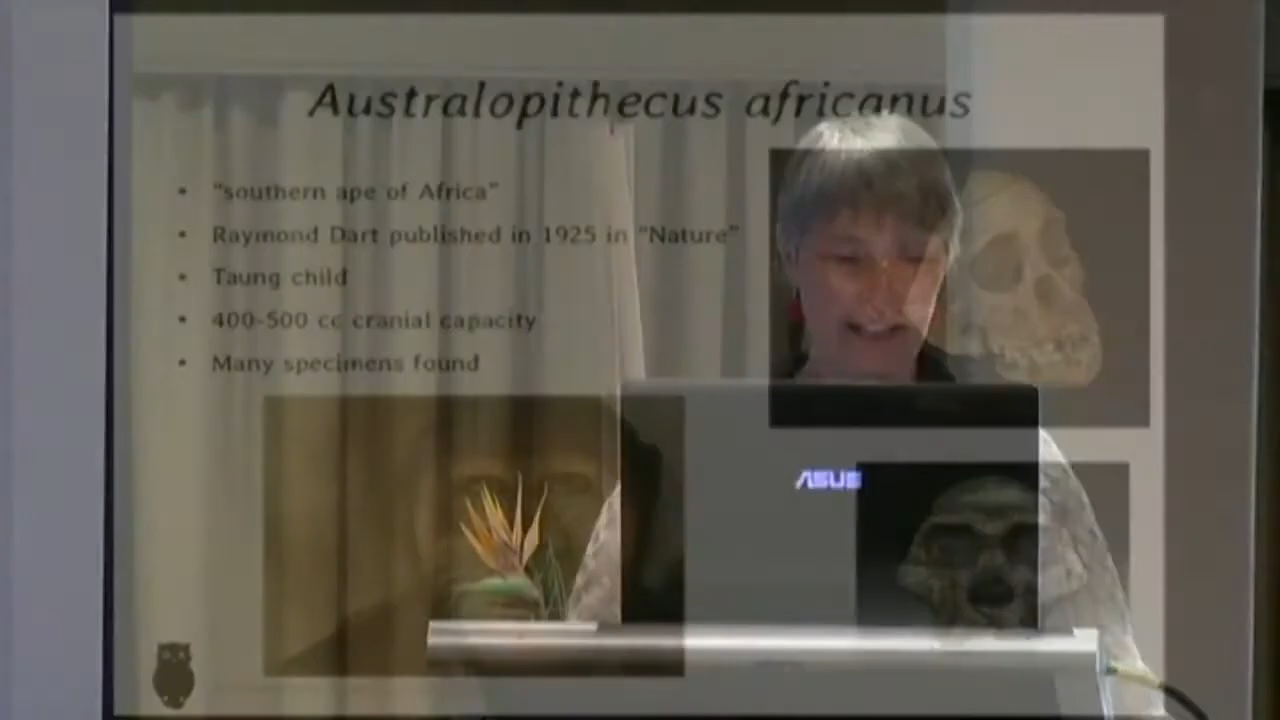 Australopithecus africanus
• "southern ape of Africa"
• Raymond Dart published in 1925 in "Nature"
• Taung child
• 400-500 cc cranial capacity
• Many specimens found
ASUS